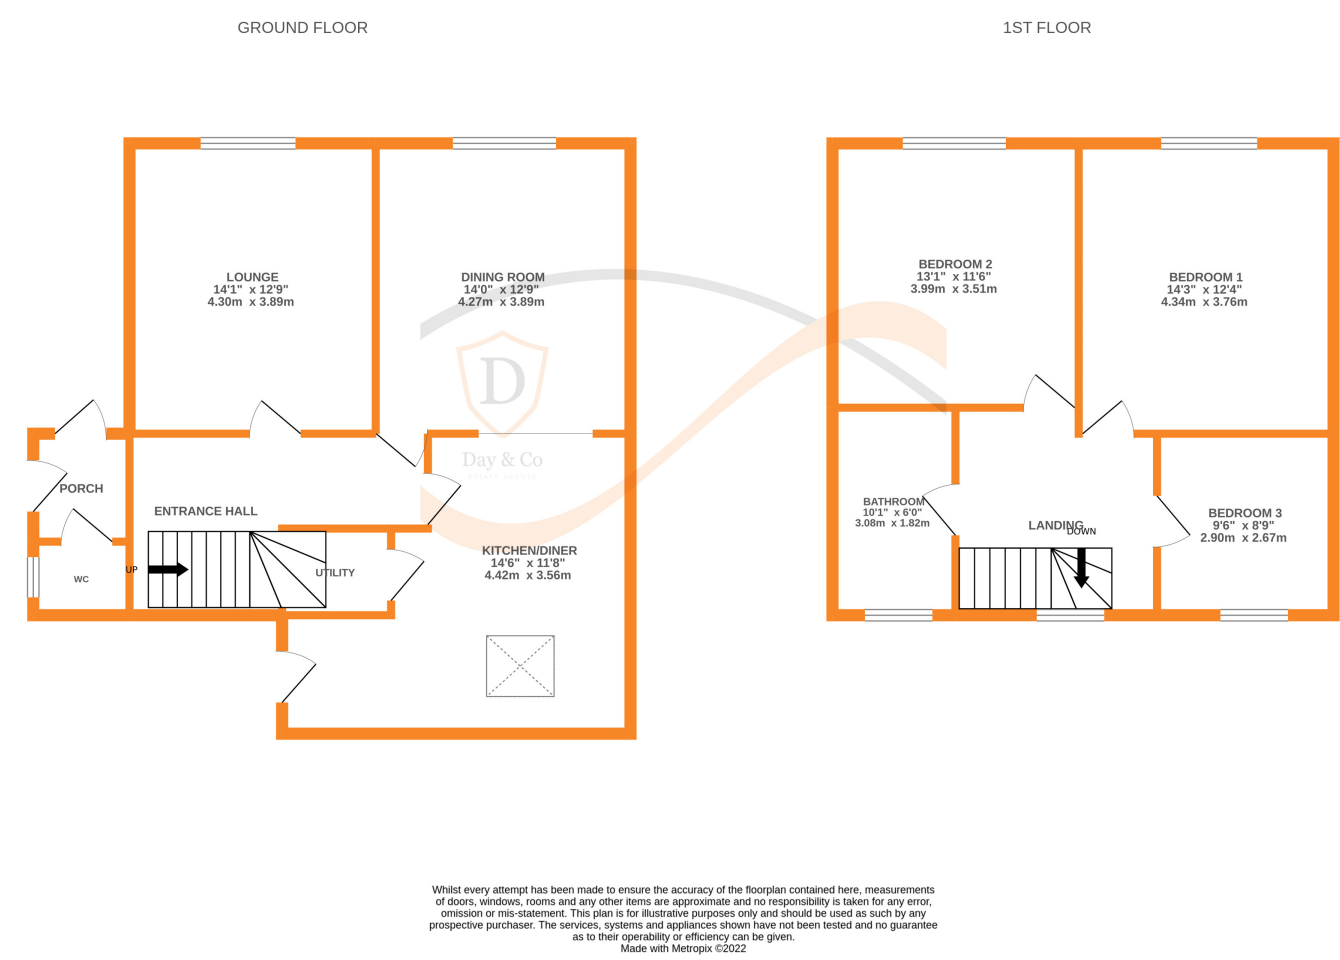 GROUND FLOOR
1ST FLOOR
LOUNGE
14'1" x 12'9"
4.30m x 3.89m
DINING ROOM
14'0" x 12'9"
4.27m x 3.89m
BEDROOM 2
13'1" x 11'6"
3.99m x 3.51m
BEDROOM 1
14'3" x 12'4"
4.34m x 3.76m
D
Day & Co
ESTATE AGENTS
PORCH
ENTRANCE HALL
KITCHEN/DINER
14'6" x 11'8"
4.42m x 3.56m
UP
UTILITY
WC
BATHROOM
10'1" x 6'0"
3.08m x 1.82m
LANDING
DOWN
BEDROOM 3
9'6" x 8'9"
2.90m x 2.67m
Whilst every attempt has been made to ensure the accuracy of the floorplan contained here, measurements
of doors, windows, rooms and any other items are approximate and no responsibility is taken for any error,
omission or mis-statement. This plan is for illustrative purposes only and should be used as such by any
prospective purchaser. The services, systems and appliances shown have not been tested and no guarantee
as to their operability or efficiency can be given.
Made with Metropix ©2022